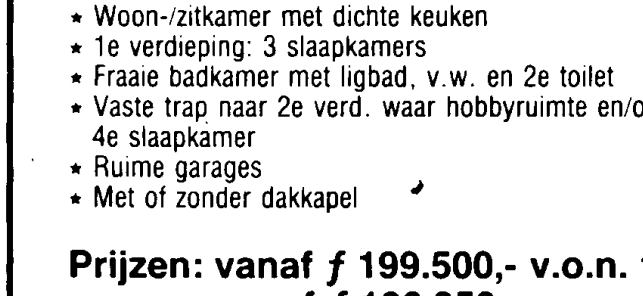 ★ Woon-/zitkamer met dichte keuken
★ 1e verdieping: 3 slaapkamers
★ Fraaie badkamer met ligbad, v.w. en 2e toilet
★ Vaste trap naar 2e verd. waar hobbyruimte en/o
4e slaapkamer
★ Ruime garages
★ Met of zonder dakkapel
Prijzen: vanaf ƒ 199.500,- v.o.n.